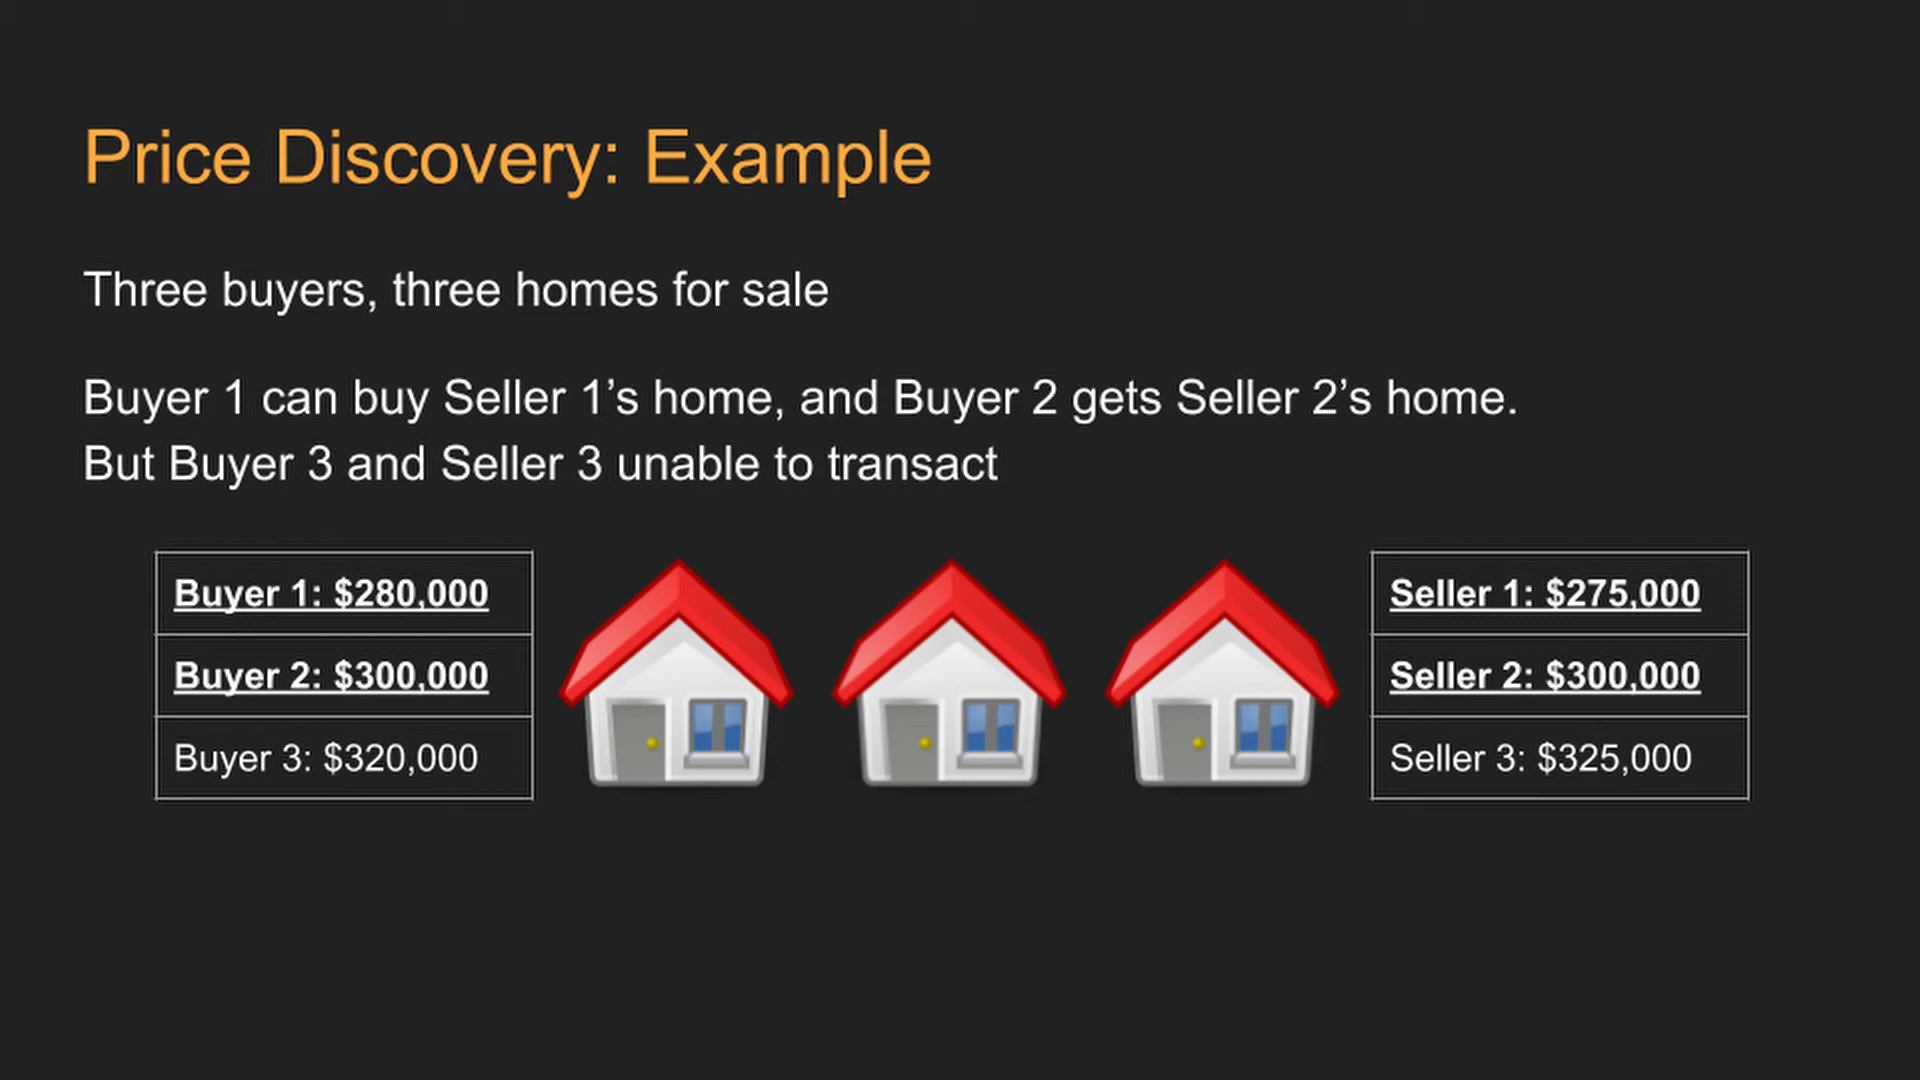 Price Discovery: Example
Three buyers, three homes for sale
Buyer 1 can buy Seller 1’s home, and Buyer 2 gets Seller 2’s home.
But Buyer 3 and Seller 3 unable to transact
Buyer 1: $280,000
Buyer 2: $300,000
Buyer 3: $320,000
Seller 1: $275,000
Seller 2: $300,000
Seller 3: $325,000